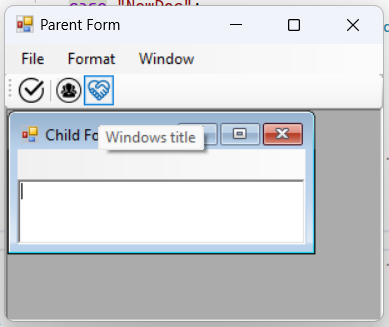 case "NewDoc":
Parent Form
File Format Window
Child Fo
Windows title